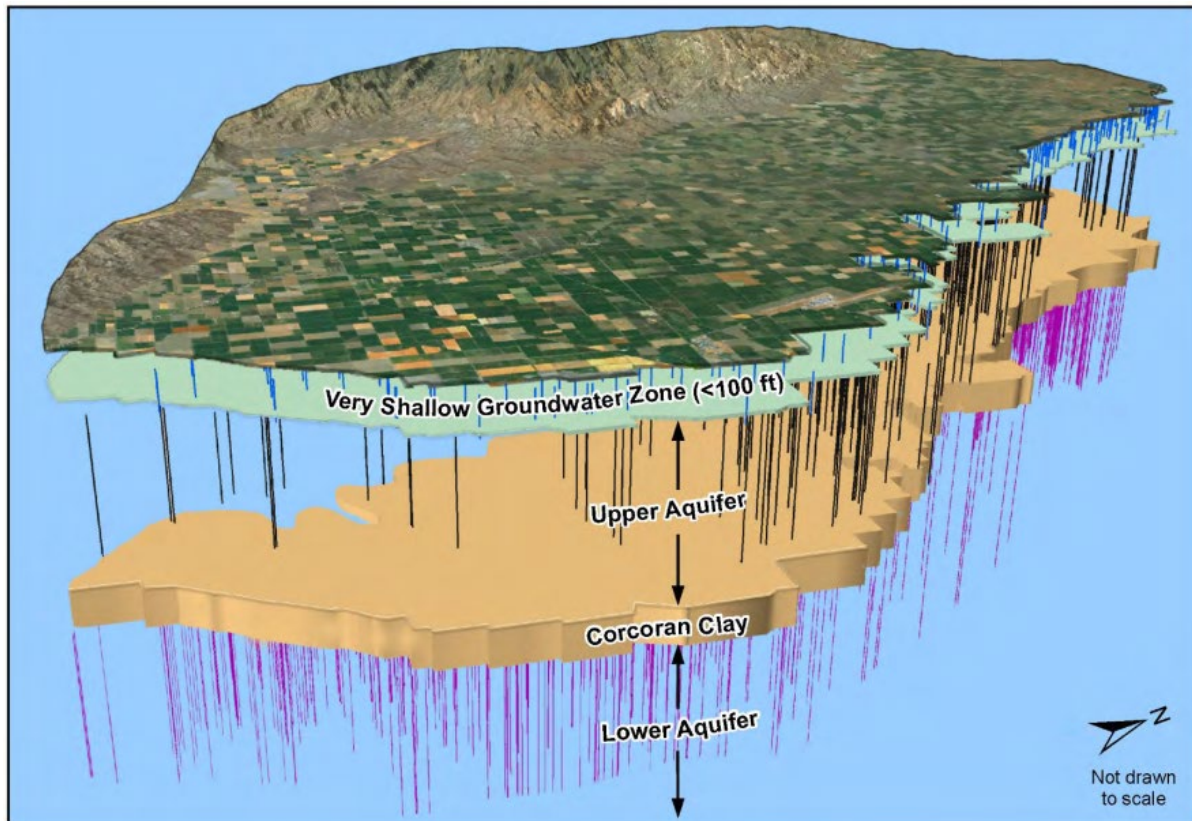 Very Shallow Groundwater Zone (<100 ft)
Upper Aquifer
Corcoran Clay
Lower Aquifer
Z
Not drawn
to scale